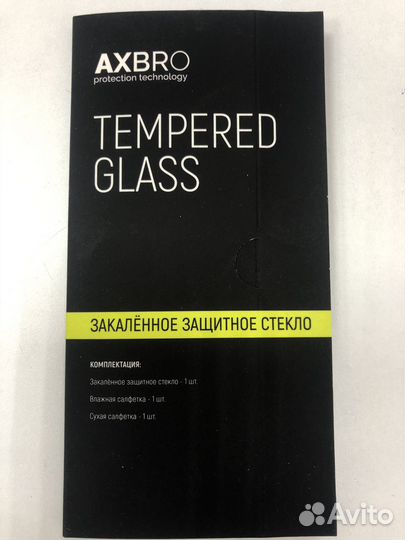 AXBRO
protection technology
TEMPERED
GLASS
ЗАКАЛЁННОЕ ЗАЩИТНОЕ СТЕКЛО
КОМПЛЕКТАЦИЯ:
Закалённое защитное стекло - 1 шт.
Влажная салфетка - 1 шт.
Сухая салфетка - 1 шт.
Avito